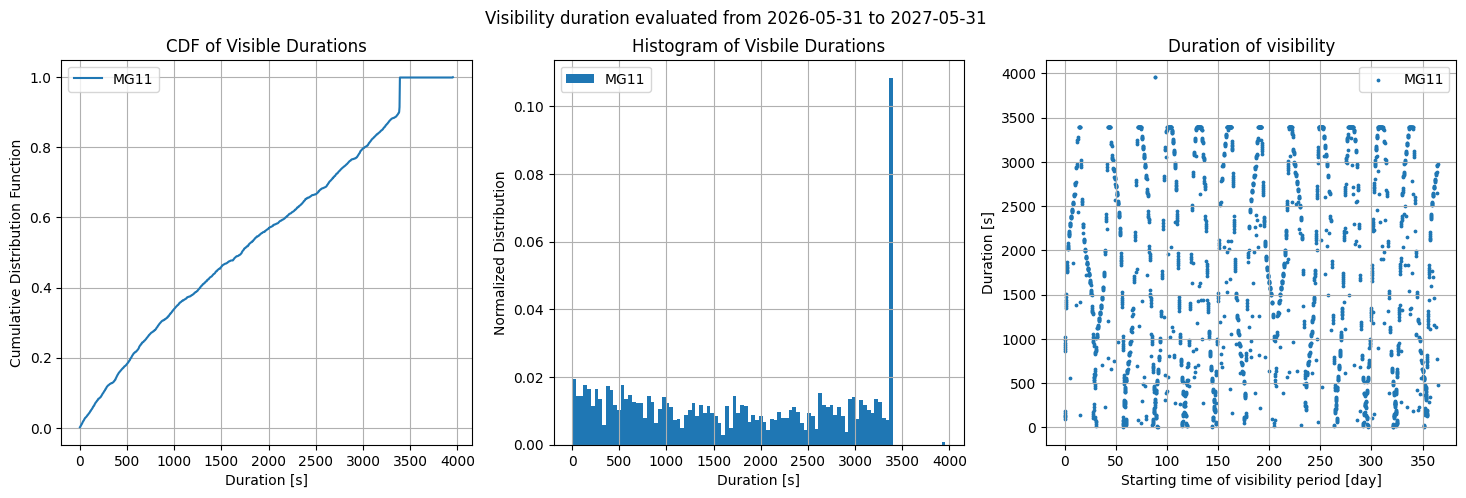 Visibility duration evaluated from 2026-05-31 to 2027-05-31
CDF of Visible Durations
MG11
1.0
0.8
0.6
0.4
0.2
0.0
Cumulative Distribution Function
0 500 1000 1500 2000 2500 3000 3500 4000
Duration [s]
Histogram of Visbile Durations
MG11
0.10
0.08
0.06
0.04
0.02
0.00
Normalized Distribution
0 500 1000 1500 2000 2500 3000 3500 4000
Duration [s]
Duration of visibility
MG11
4000
3500
3000
2500
2000
1500
1000
500
0
Duration [s]
0 50 100 150 200 250 300 350
Starting time of visibility period [day]